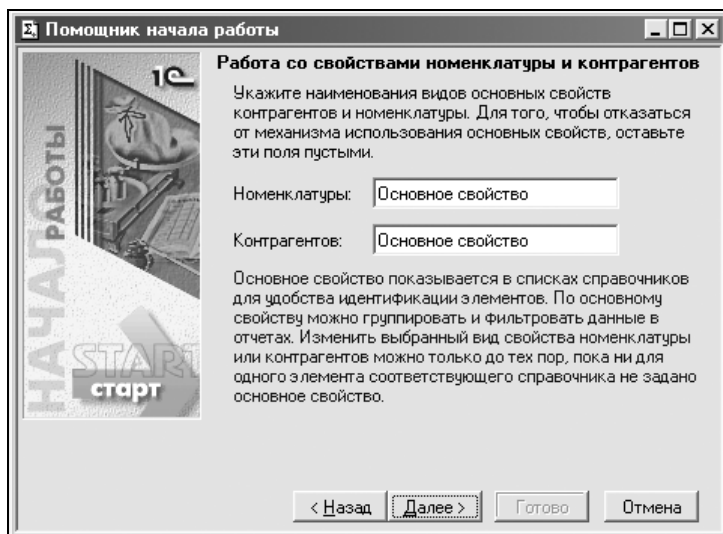 Помощник начала работы
1С
НАЧАЛО
РАБОТЫ
START
старт
Работа со свойствами номенклатуры и контрагентов
Укажите наименования видов основных свойств
контрагентов и номенклатуры. Для того, чтобы отказаться
от механизма использования основных свойств, оставьте
эти поля пустыми.
Номенклатуры: Основное свойство
Контрагентов: Основное свойство
Основное свойство показывается в списках справочников
для удобства идентификации элементов. По основному
свойству можно группировать и фильтровать данные в
отчетах. Изменить выбранный вид свойства номенклатуры
или контрагентов можно только до тех пор, пока ни для
одного элемента соответствующего справочника не задано
основное свойство.
< Назад Далее > Готово Отмена